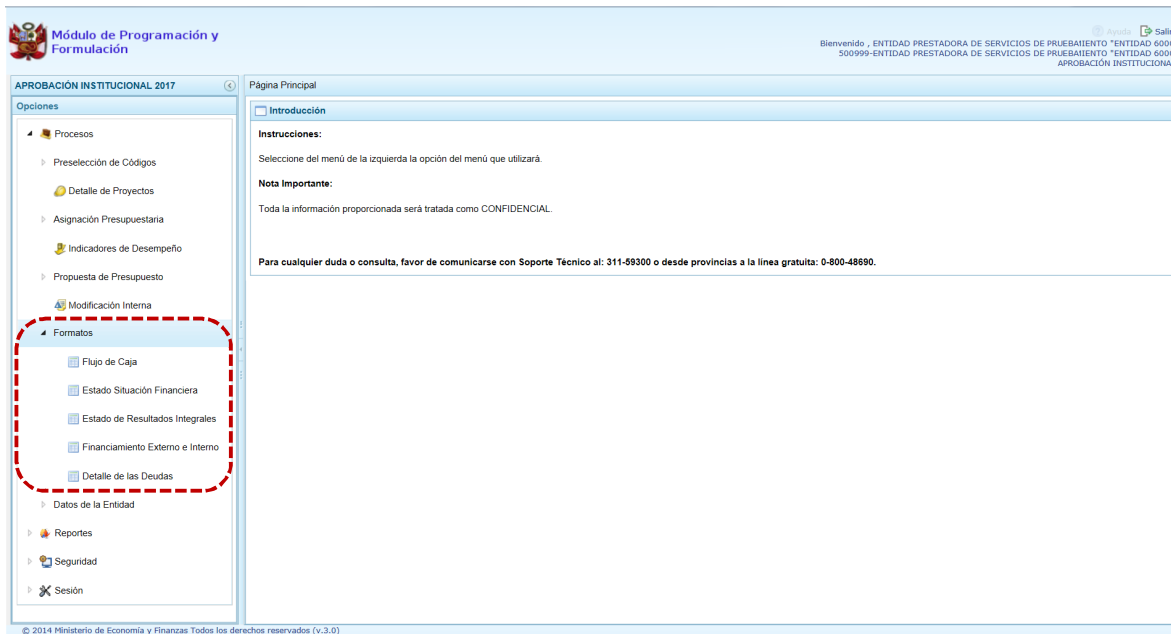 Módulo de Programación y
Formulación
Ayuda Salir
Bienvenido , ENTIDAD PRESTADORA DE SERVICIOS DE PRUEBAIIENTO "ENTIDAD 6000
500999-ENTIDAD PRESTADORA DE SERVICIOS DE PRUEBAIIENTO "ENTIDAD 6000
APROBACIÓN INSTITUCIONA
APROBACIÓN INSTITUCIONAL 2017
Opciones
Procesos
Preselección de Códigos
Detalle de Proyectos
Asignación Presupuestaria
Indicadores de Desempeño
Propuesta de Presupuesto
Modificación Interna
Formatos
Flujo de Caja
Estado Situación Financiera
Estado de Resultados Integrales
Financiamiento Externo e Interno
Detalle de las Deudas
Datos de la Entidad
Reportes
Seguridad
Sesión
Página Principal
Introducción
Instrucciones:
Seleccione del menú de la izquierda la opción del menú que utilizará.
Nota Importante:
Toda la información proporcionada será tratada como CONFIDENCIAL.
Para cualquier duda o consulta, favor de comunicarse con Soporte Técnico al: 311-59300 o desde provincias a la línea gratuita: 0-800-48690.
© 2014 Ministerio de Economía y Finanzas Todos los derechos reservados (v.3.0)